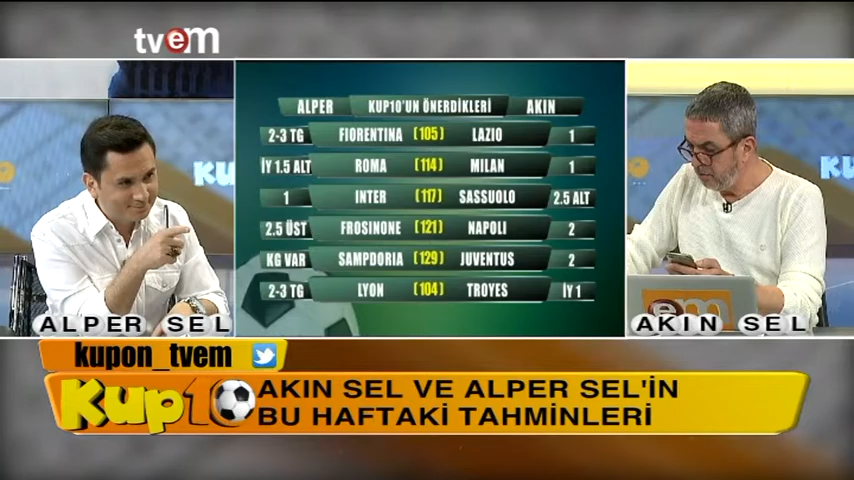 tvem
ALPER KUP10'UN ÖNERDİKLERİ AKIN
2-3 TG FIORENTINA (105) LAZIO 1
İY 1.5 ALT ROMA (114) MILAN 1
1 INTER (117) SASSUOLO 2.5 ALT
2.5 ÜST FROSINONE (121) NAPOLI 2
KG VAR SAMPDORIA (129) JUVENTUS 2
2-3 TG LYON (104) TROYES İY 1
em
ALPER SEL
AKIN SEL
kupon_tvem
Kup10
AKIN SEL VE ALPER SEL'İN
BU HAFTAKİ TAHMİNLERİ